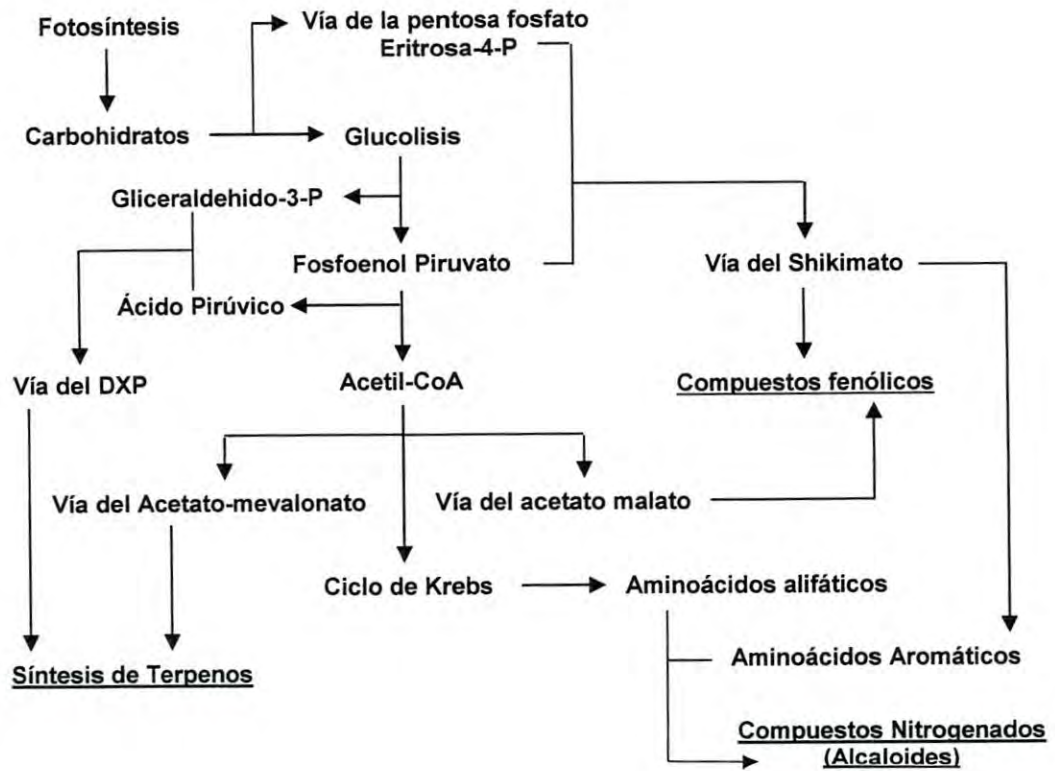 Fotosíntesis
Vía de la pentosa fosfato
Eritrosa-4-P
Carbohidratos
Glucolisis
Gliceraldehido-3-P
Fosfoenol Piruvato
Vía del Shikimato
Ácido Pirúvico
Vía del DXP
Acetil-CoA
Compuestos fenólicos
Vía del Acetato-mevalonato
Vía del acetato malato
Ciclo de Krebs
Aminoácidos alifáticos
Síntesis de Terpenos
Aminoácidos Aromáticos
Compuestos Nitrogenados
(Alcaloides)